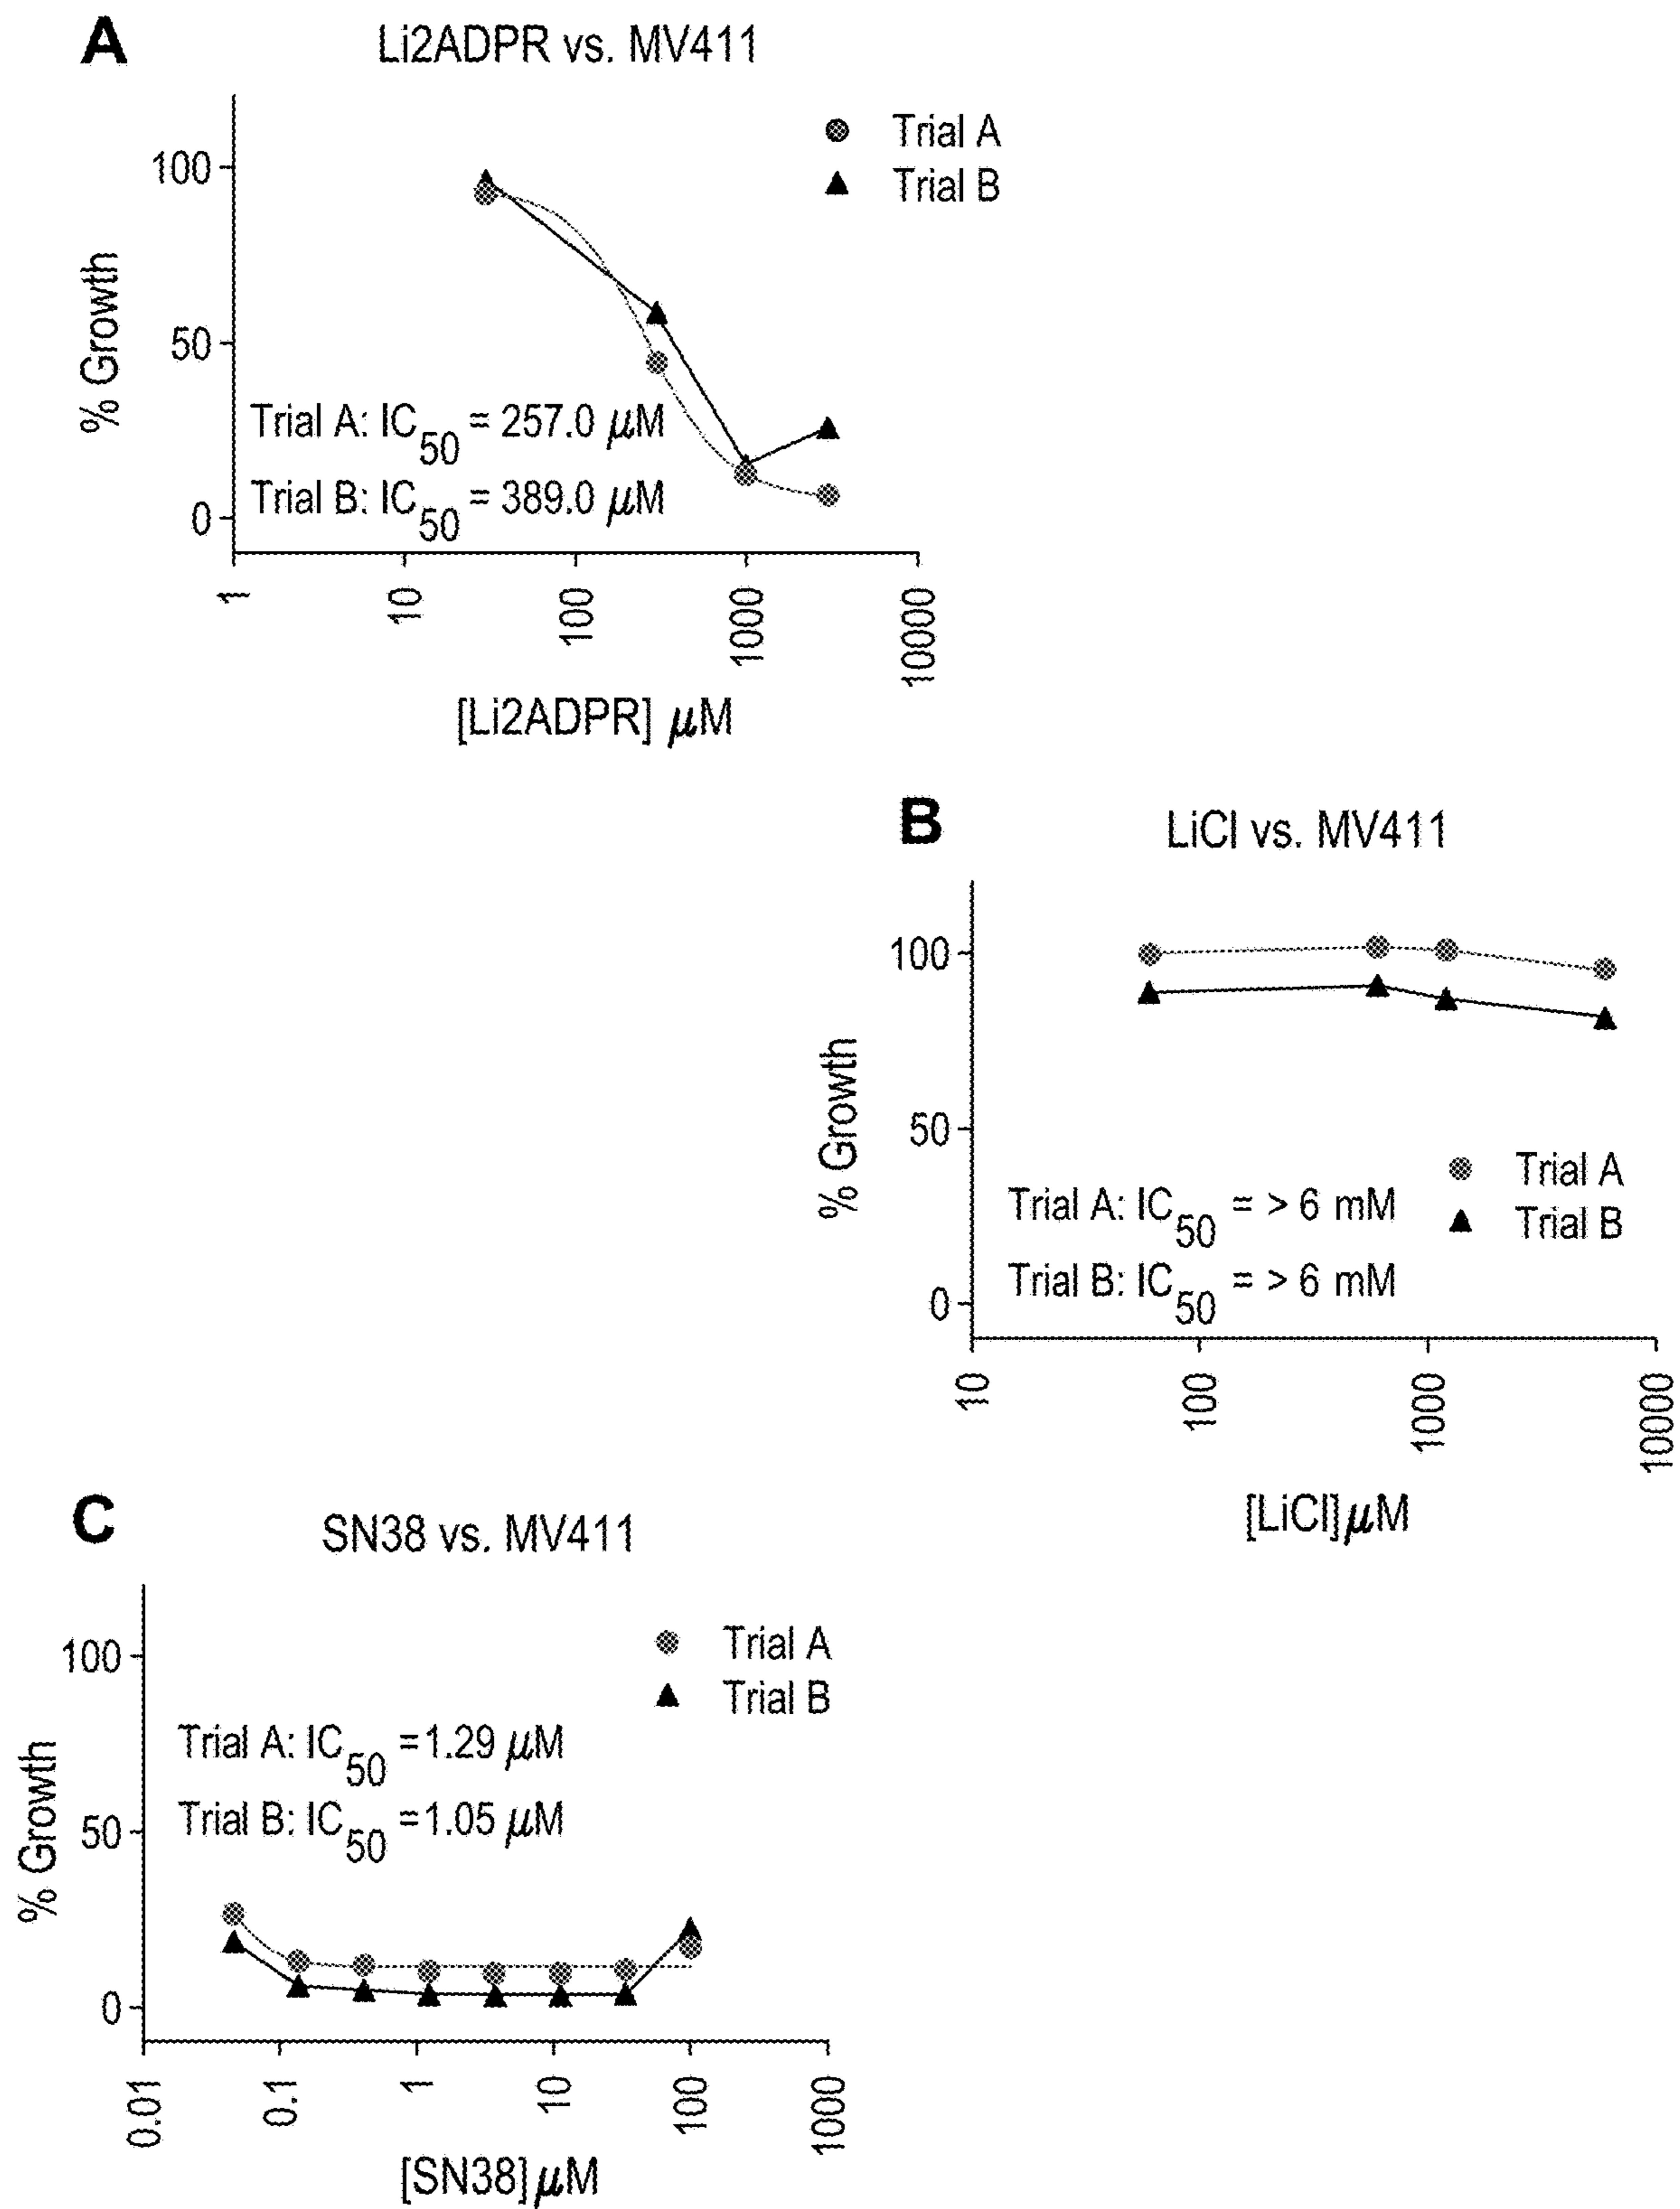 A
Li2ADPR vs. MV411
Trial A
Trial B
100
50
0
% Growth
Trial A: IC50 = 257.0 µM
Trial B: IC50 = 389.0 µM
1
10
100
1000
10000
[Li2ADPR] µM
B
LiCl vs. MV411
100
50
0
% Growth
Trial A
Trial B
Trial A: IC50 = > 6 mM
Trial B: IC50 = > 6 mM
10
100
1000
10000
[LiCl] µM
C
SN38 vs. MV411
Trial A
Trial B
100
50
0
% Growth
Trial A: IC50 =1.29 µM
Trial B: IC50 =1.05 µM
0.01
0.1
1
10
100
1000
[SN38] µM